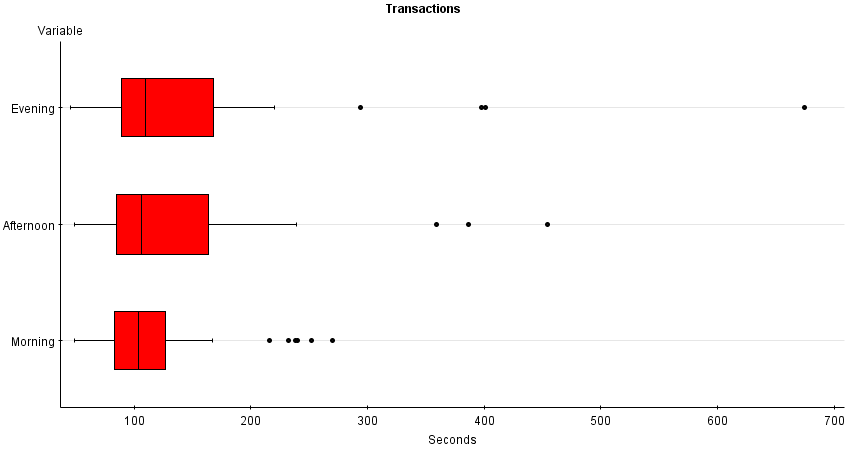 Transactions
Variable
Evening
Afternoon
Morning
100 200 300 400 500 600 700
Seconds